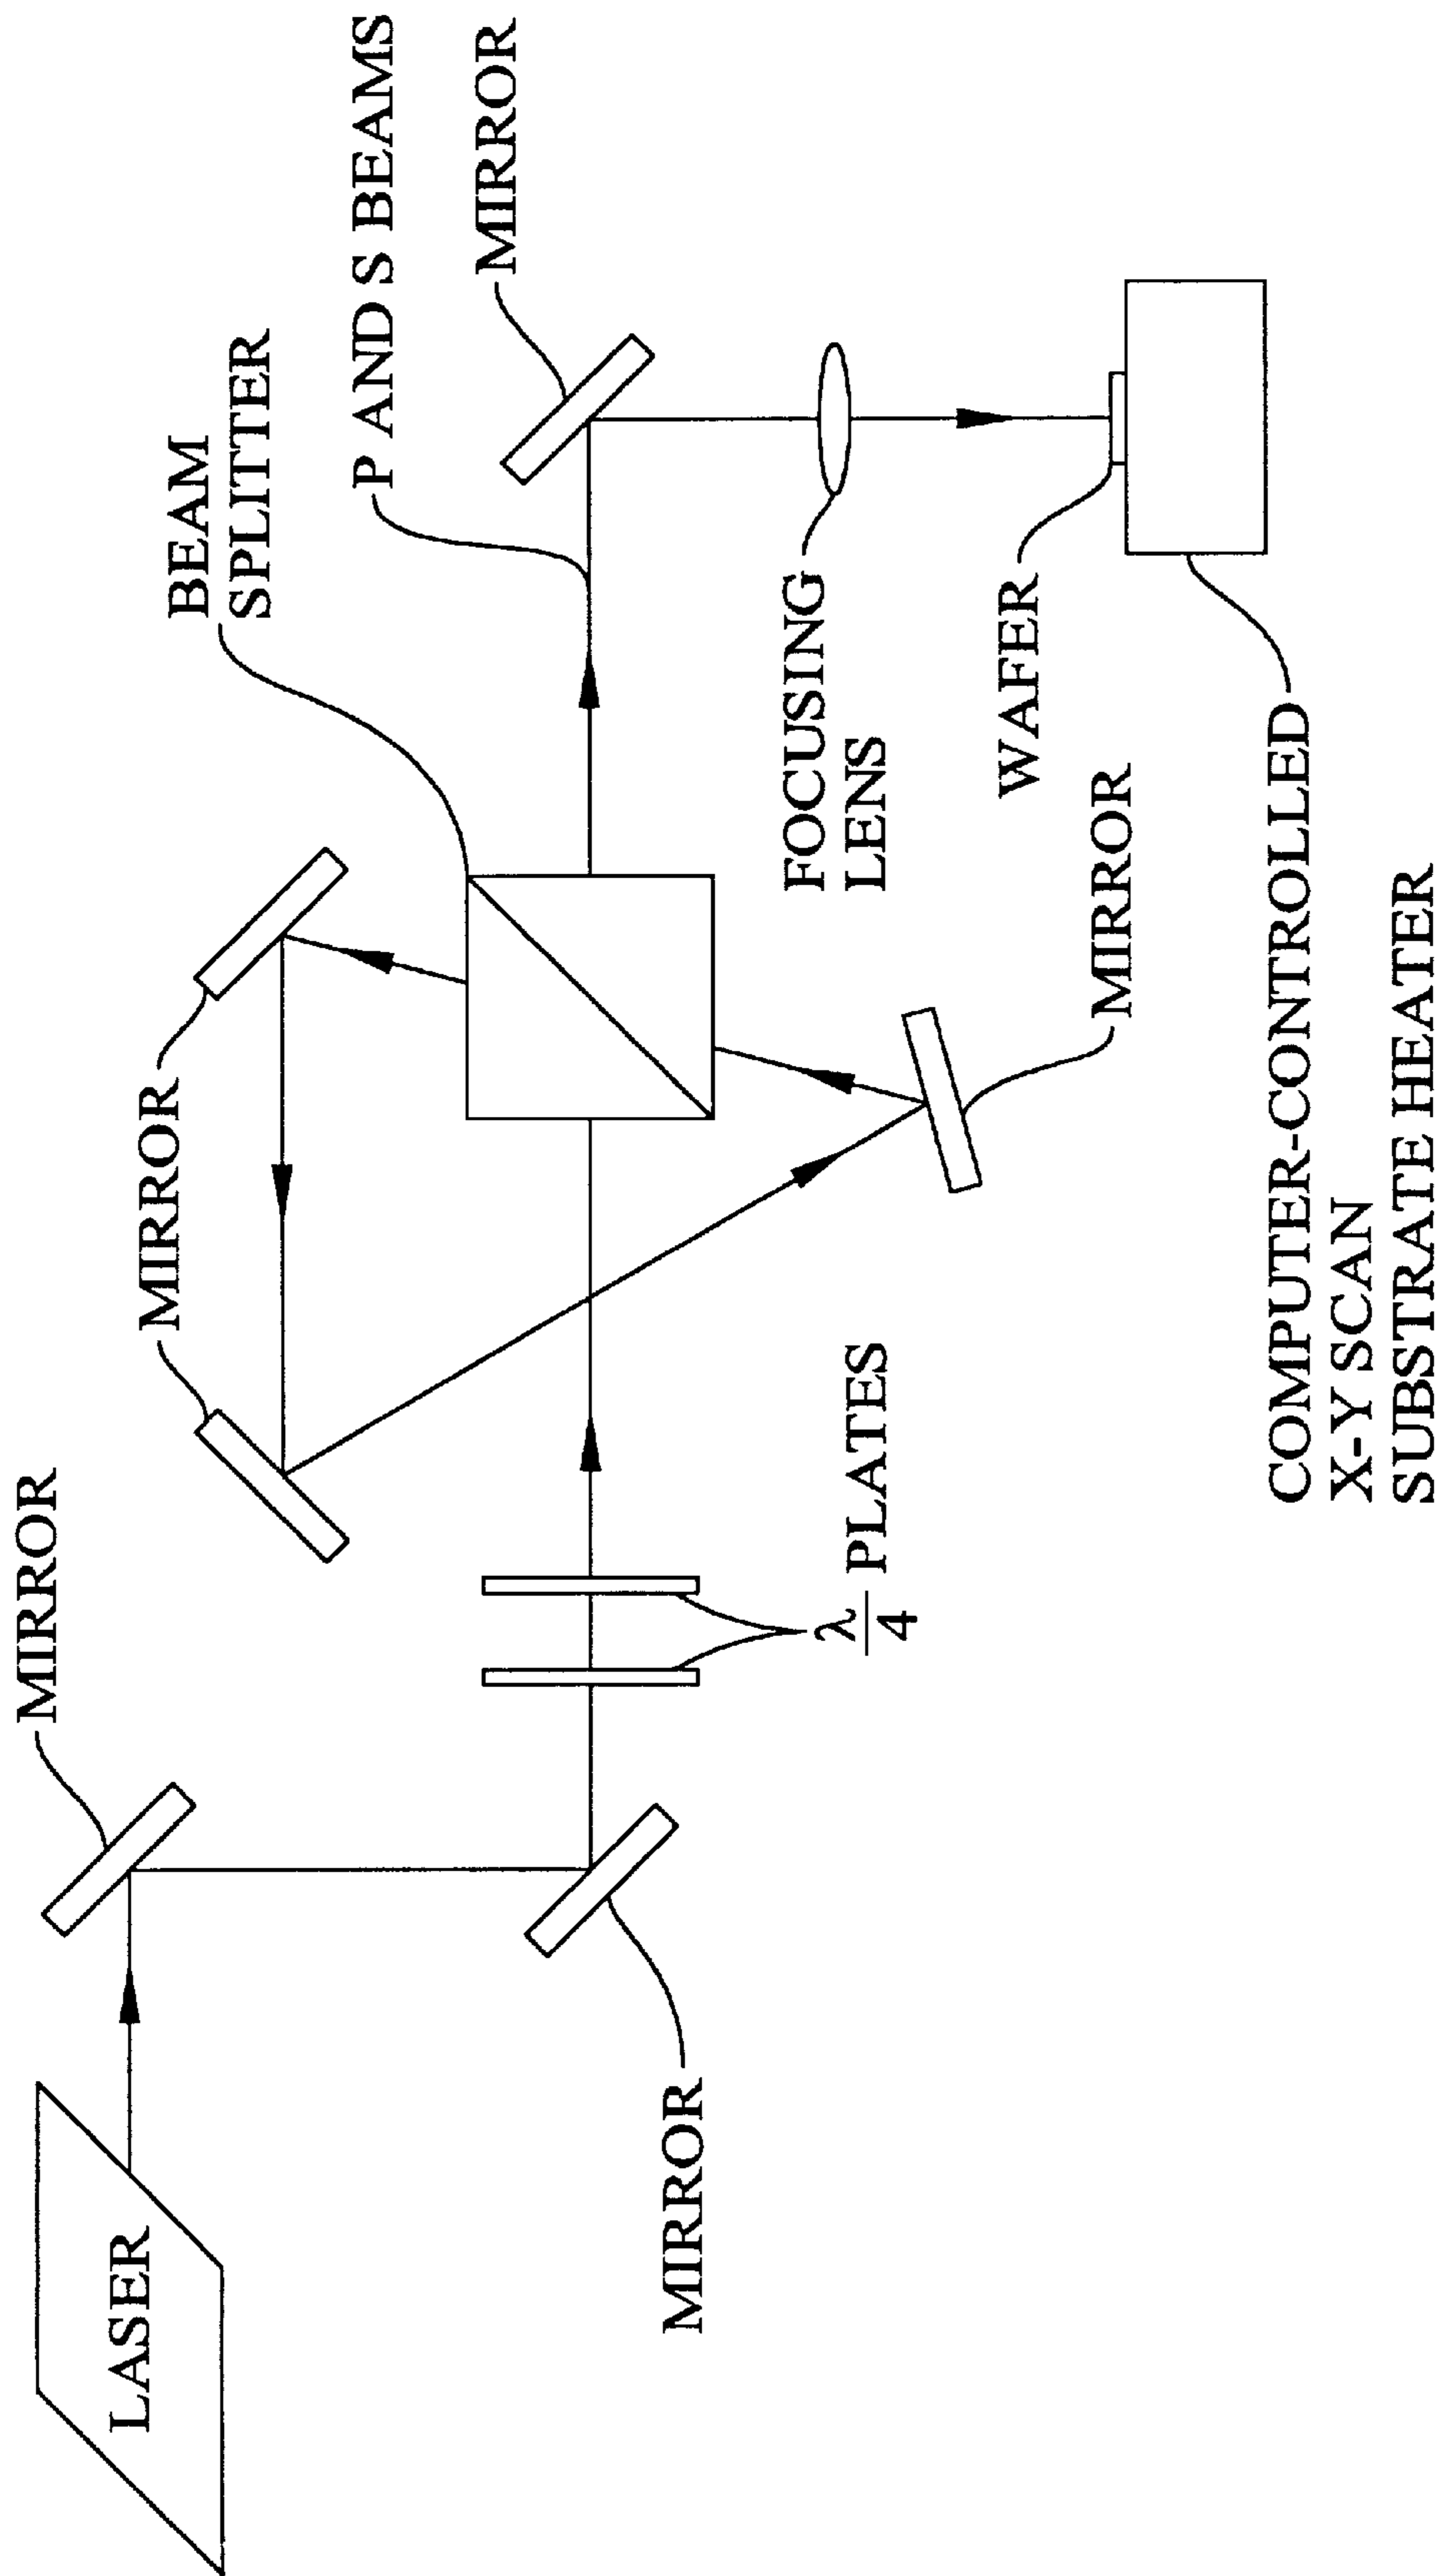 LASER
MIRROR
MIRROR
λ/4 PLATES
MIRROR
BEAM
SPLITTER
P AND S BEAMS
MIRROR
FOCUSING
LENS
WAFER
MIRROR
COMPUTER-CONTROLLED
X-Y SCAN
SUBSTRATE HEATER